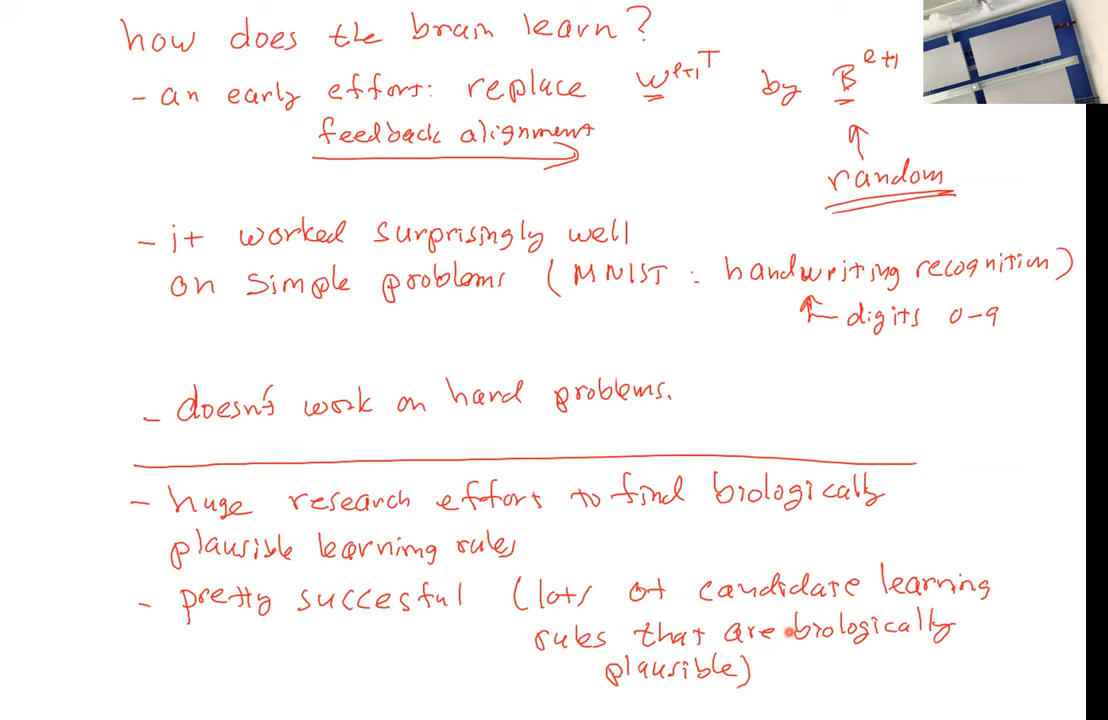 how does the brain learn?
- an early effort: replace w^{l+1 T} by B^{l+1}
feedback alignment
random
- it worked surprisingly well
on simple problems (MNIST: handwriting recognition)
digits 0-9
- doesn't work on hard problems.
- huge research effort to find biologically
plausible learning rules
- pretty succesful (lots of candidate learning
rules that are biologically
plausible)